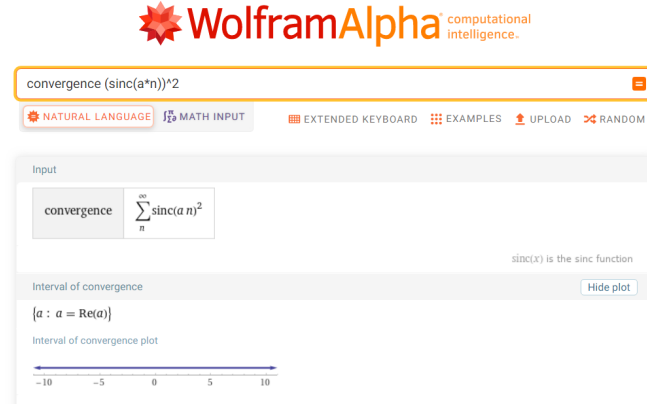 WolframAlpha computational intelligence.
convergence (sinc(a*n))^2
NATURAL LANGUAGE MATH INPUT EXTENDED KEYBOARD EXAMPLES UPLOAD RANDOM
Input
convergence ∑ₙ^∞ sinc(a n)²
sinc(x) is the sinc function
Interval of convergence Hide plot
{a : a = Re(a)}
Interval of convergence plot
-10 -5 0 5 10